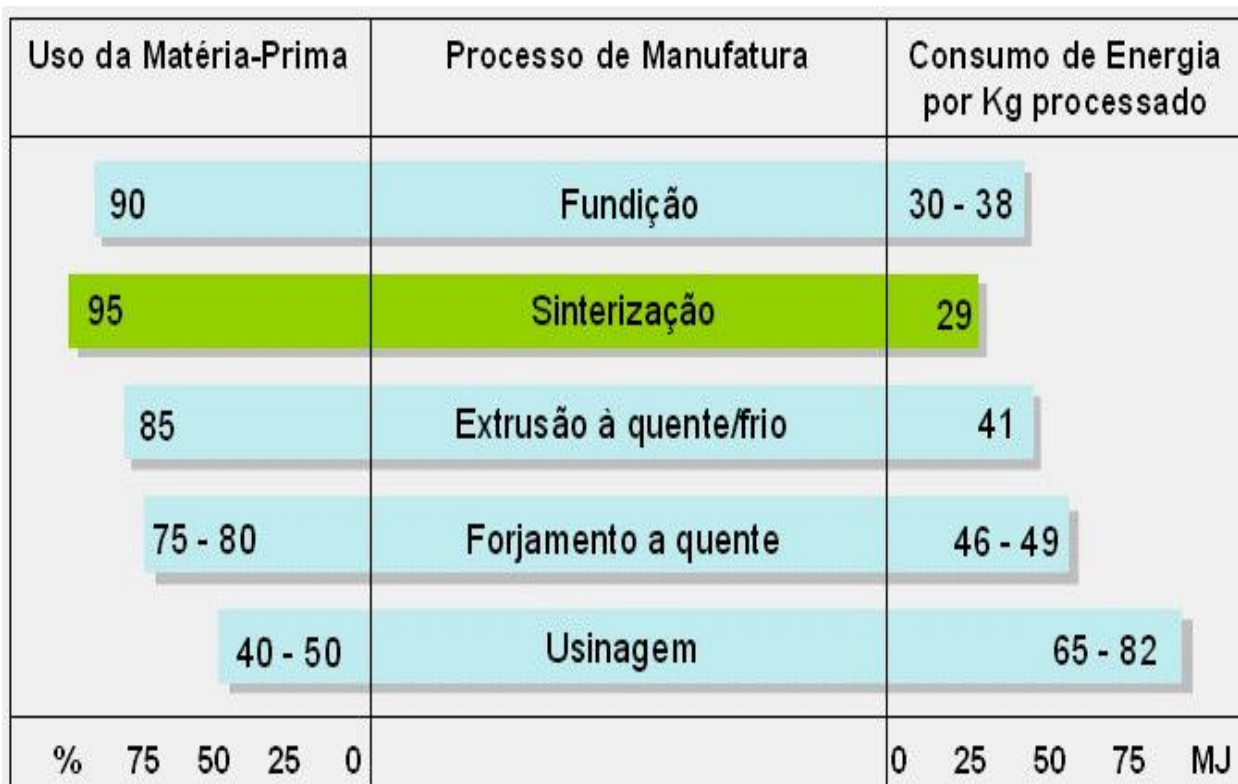 Uso da Matéria-Prima
Processo de Manufatura
Consumo de Energia
por Kg processado
90
Fundição
30 - 38
95
Sinterização
29
85
Extrusão à quente/frio
41
75 - 80
Forjamento a quente
46 - 49
40 - 50
Usinagem
65 - 82
% 75 50 25 0
0 25 50 75 MJ